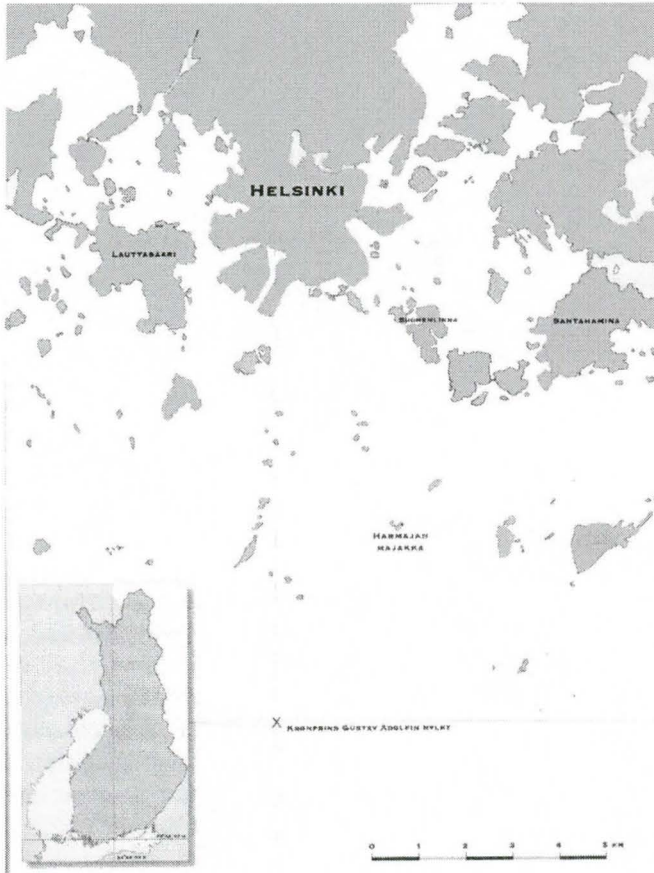 HELSINKI
LAUTTASAARI
SUOMENLINNA
SANTAHAMINA
HARMAJAN
MAJAKKA
X KRONPRINS GUSTAV ADOLFIN HYLKY
0 1 2 3 4 5 KM